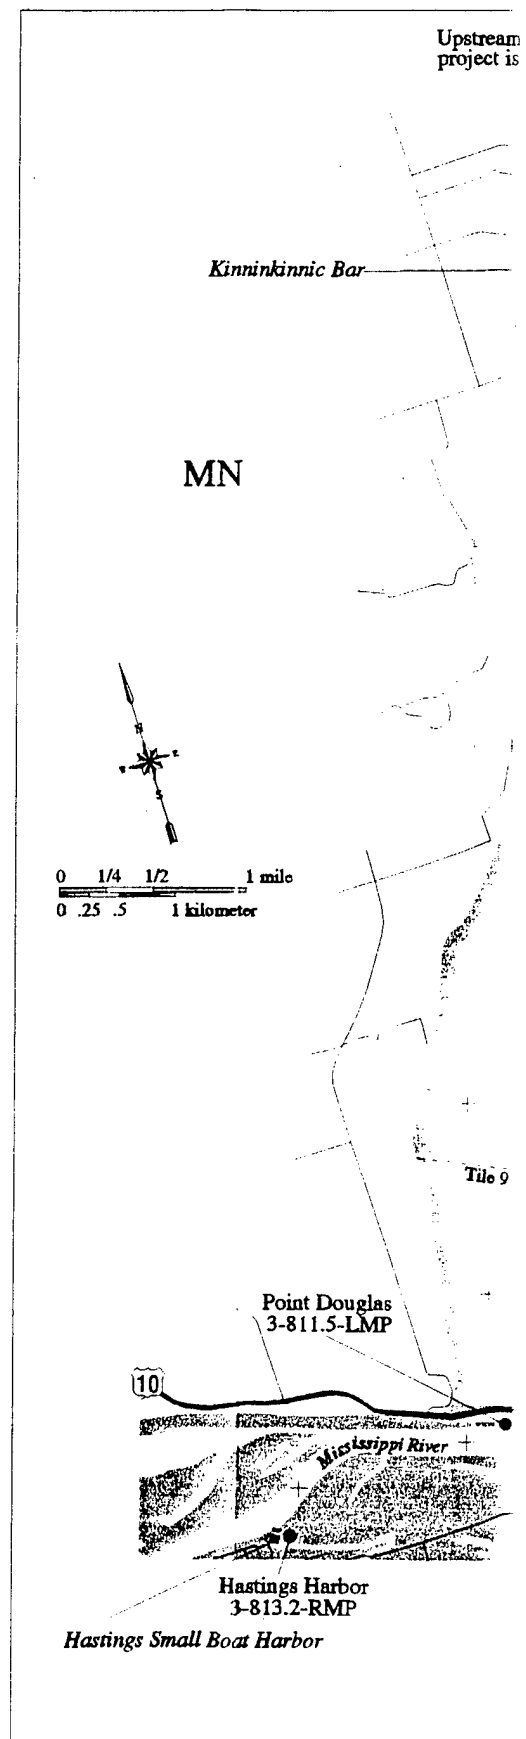 Upstream
project is
Kinninkinnic Bar
MN
N
E
S
0 1/4 1/2 1 mile
0 .25 .5 1 kilometer
Tile 9
Point Douglas
3-811.5-LMP
10
Mississippi River
Hastings Harbor
3-813.2-RMP
Hastings Small Boat Harbor